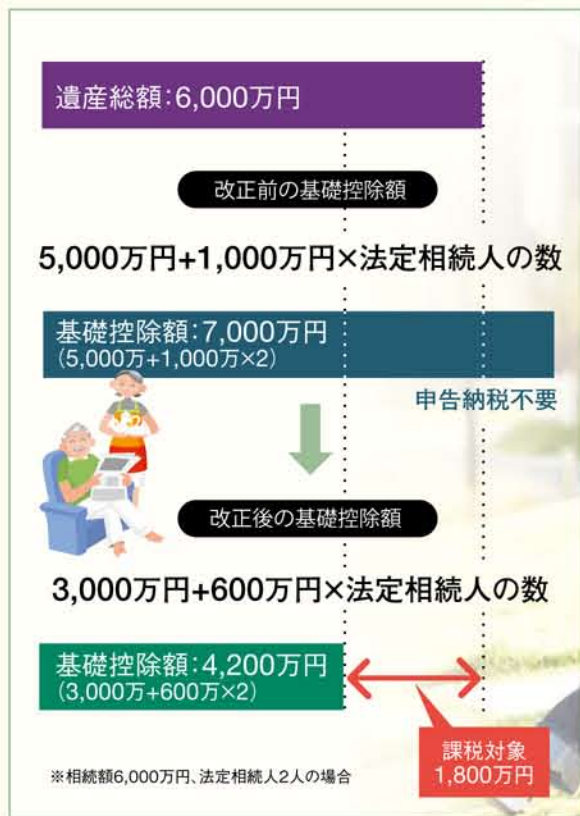 遺産総額:6,000万円
改正前の基礎控除額
5,000万円+1,000万円×法定相続人の数
基礎控除額:7,000万円
(5,000万+1,000万×2)
申告納税不要
改正後の基礎控除額
3,000万円+600万円×法定相続人の数
基礎控除額:4,200万円
(3,000万+600万×2)
課税対象
1,800万円
※相続額6,000万円、法定相続人2人の場合